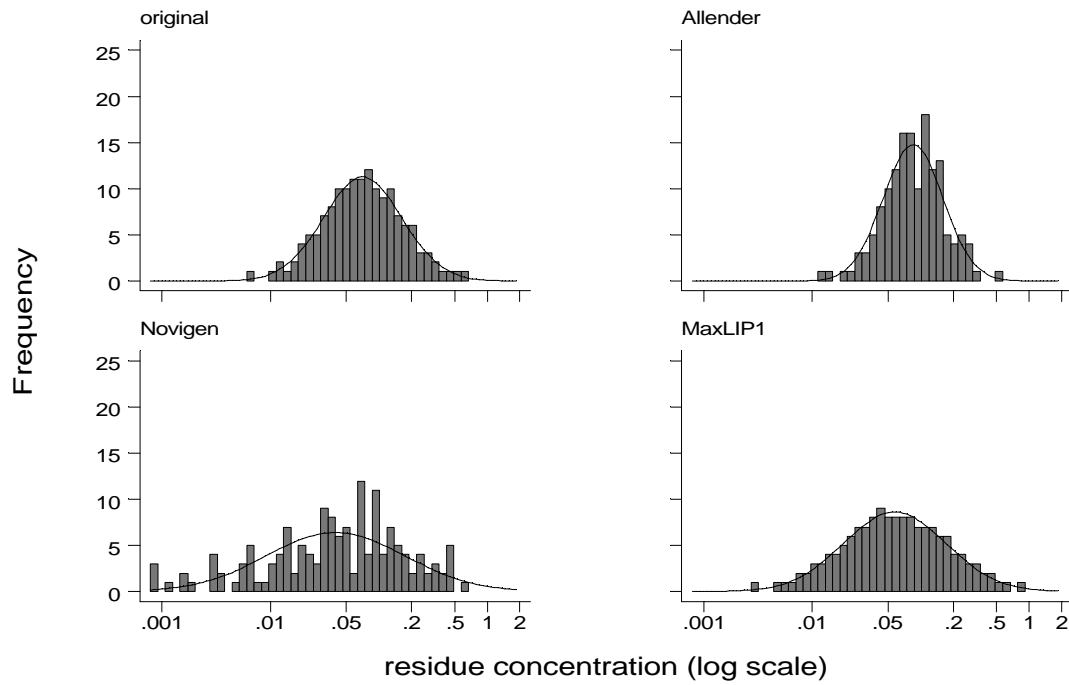 original
Allender
25
20
15
10
5
0
Novigen
MaxLIP1
Frequency
25
20
15
10
5
0
.001 .01 .05 .2 .5 1 2
.001 .01 .05 .2 .5 1 2
residue concentration (log scale)